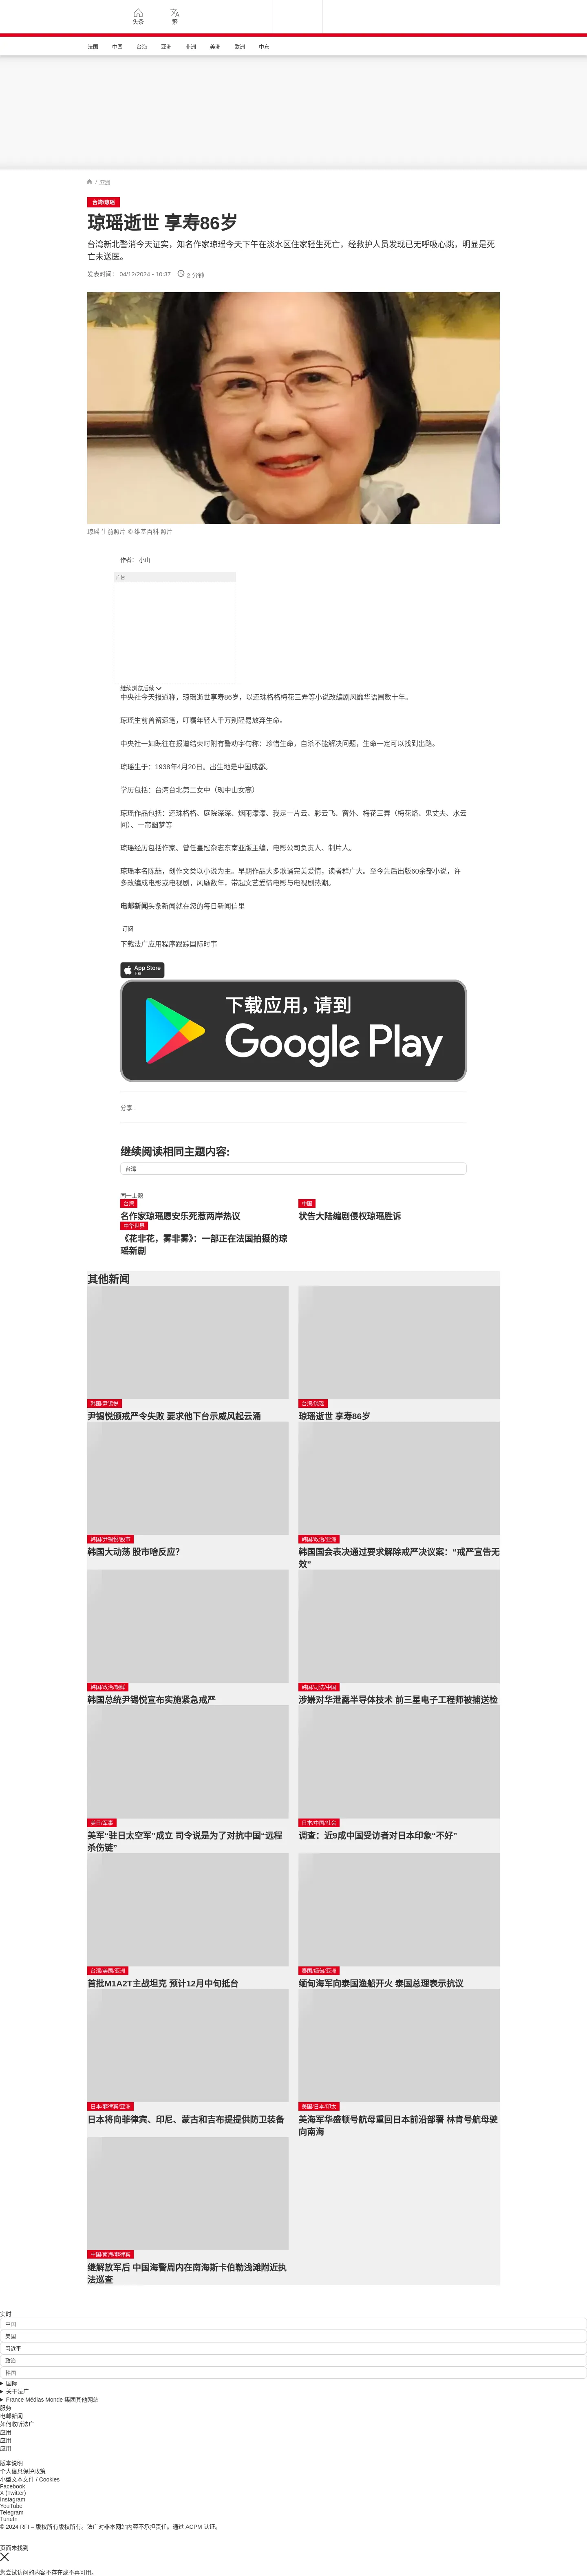 头条
繁
法国
中国
台海
亚洲
非洲
美洲
欧洲
中东
/ 亚洲
台湾/琼瑶
琼瑶逝世 享寿86岁
台湾新北警消今天证实，知名作家琼瑶今天下午在淡水区住家轻生死亡，经救护人员发现已无呼吸心跳，明显是死
亡未送医。
发表时间： 04/12/2024 - 10:37
2 分钟
琼瑶 生前照片 © 维基百科 照片
作者： 小山
广告
继续浏览后续
中央社今天报道称，琼瑶逝世享寿86岁，以还珠格格梅花三弄等小说改编剧风靡华语圈数十年。
琼瑶生前曾留遗笔，叮嘱年轻人千万别轻易放弃生命。
中央社一如既往在报道结束时附有警劝字句称：珍惜生命，自杀不能解决问题，生命一定可以找到出路。
琼瑶生于：1938年4月20日。出生地是中国成都。
学历包括：台湾台北第二女中（现中山女高）
琼瑶作品包括：还珠格格、庭院深深、烟雨濛濛、我是一片云、彩云飞、窗外、梅花三弄（梅花烙、鬼丈夫、水云
间）、一帘幽梦等
琼瑶经历包括作家、曾任皇冠杂志东南亚版主编，电影公司负责人、制片人。
琼瑶本名陈喆，创作文类以小说为主。早期作品大多歌诵完美爱情，读者群广大。至今先后出版60余部小说，许
多改编成电影或电视剧，风靡数年，带起文艺爱情电影与电视剧热潮。
电邮新闻头条新闻就在您的每日新闻信里
订阅
下载法广应用程序跟踪国际时事
App Store
下载
下载应用，请到
Google Play
分享 :
继续阅读相同主题内容:
台湾
同一主题
台湾
名作家琼瑶愿安乐死惹两岸热议
中国
状告大陆编剧侵权琼瑶胜诉
中华世界
《花非花，雾非雾》：一部正在法国拍摄的琼
瑶新剧
其他新闻
韩国/尹锡悦
尹锡悦颁戒严令失败 要求他下台示威风起云涌
台湾/琼瑶
琼瑶逝世 享寿86岁
韩国/尹锡悦/股市
韩国大动荡 股市啥反应？
韩国/政治/亚洲
韩国国会表决通过要求解除戒严决议案：“戒严宣告无
效”
韩国/政治/朝鲜
韩国总统尹锡悦宣布实施紧急戒严
韩国/司法/中国
涉嫌对华泄露半导体技术 前三星电子工程师被捕送检
美日/军事
美军“驻日太空军”成立 司令说是为了对抗中国“远程
杀伤链”
日本/中国/社会
调查：近9成中国受访者对日本印象“不好”
台湾/美国/亚洲
首批M1A2T主战坦克 预计12月中旬抵台
泰国/缅甸/亚洲
缅甸海军向泰国渔船开火 泰国总理表示抗议
日本/菲律宾/亚洲
日本将向菲律宾、印尼、蒙古和吉布提提供防卫装备
美国/日本/印太
美海军华盛顿号航母重回日本前沿部署 林肯号航母驶
向南海
中国/南海/菲律宾
继解放军后 中国海警周内在南海斯卡伯勒浅滩附近执
法巡查
实时
中国
美国
习近平
政治
韩国
国际
关于法广
France Médias Monde 集团其他网站
服务
电邮新闻
如何收听法广
应用
应用
应用
版本说明
个人信息保护政策
小型文本文件 / Cookies
Facebook
X (Twitter)
Instagram
YouTube
Telegram
TuneIn
© 2024 RFI – 版权所有版权所有。法广对非本网站内容不承担责任。通过 ACPM 认证。
页面未找到
您尝试访问的内容不存在或不再可用。